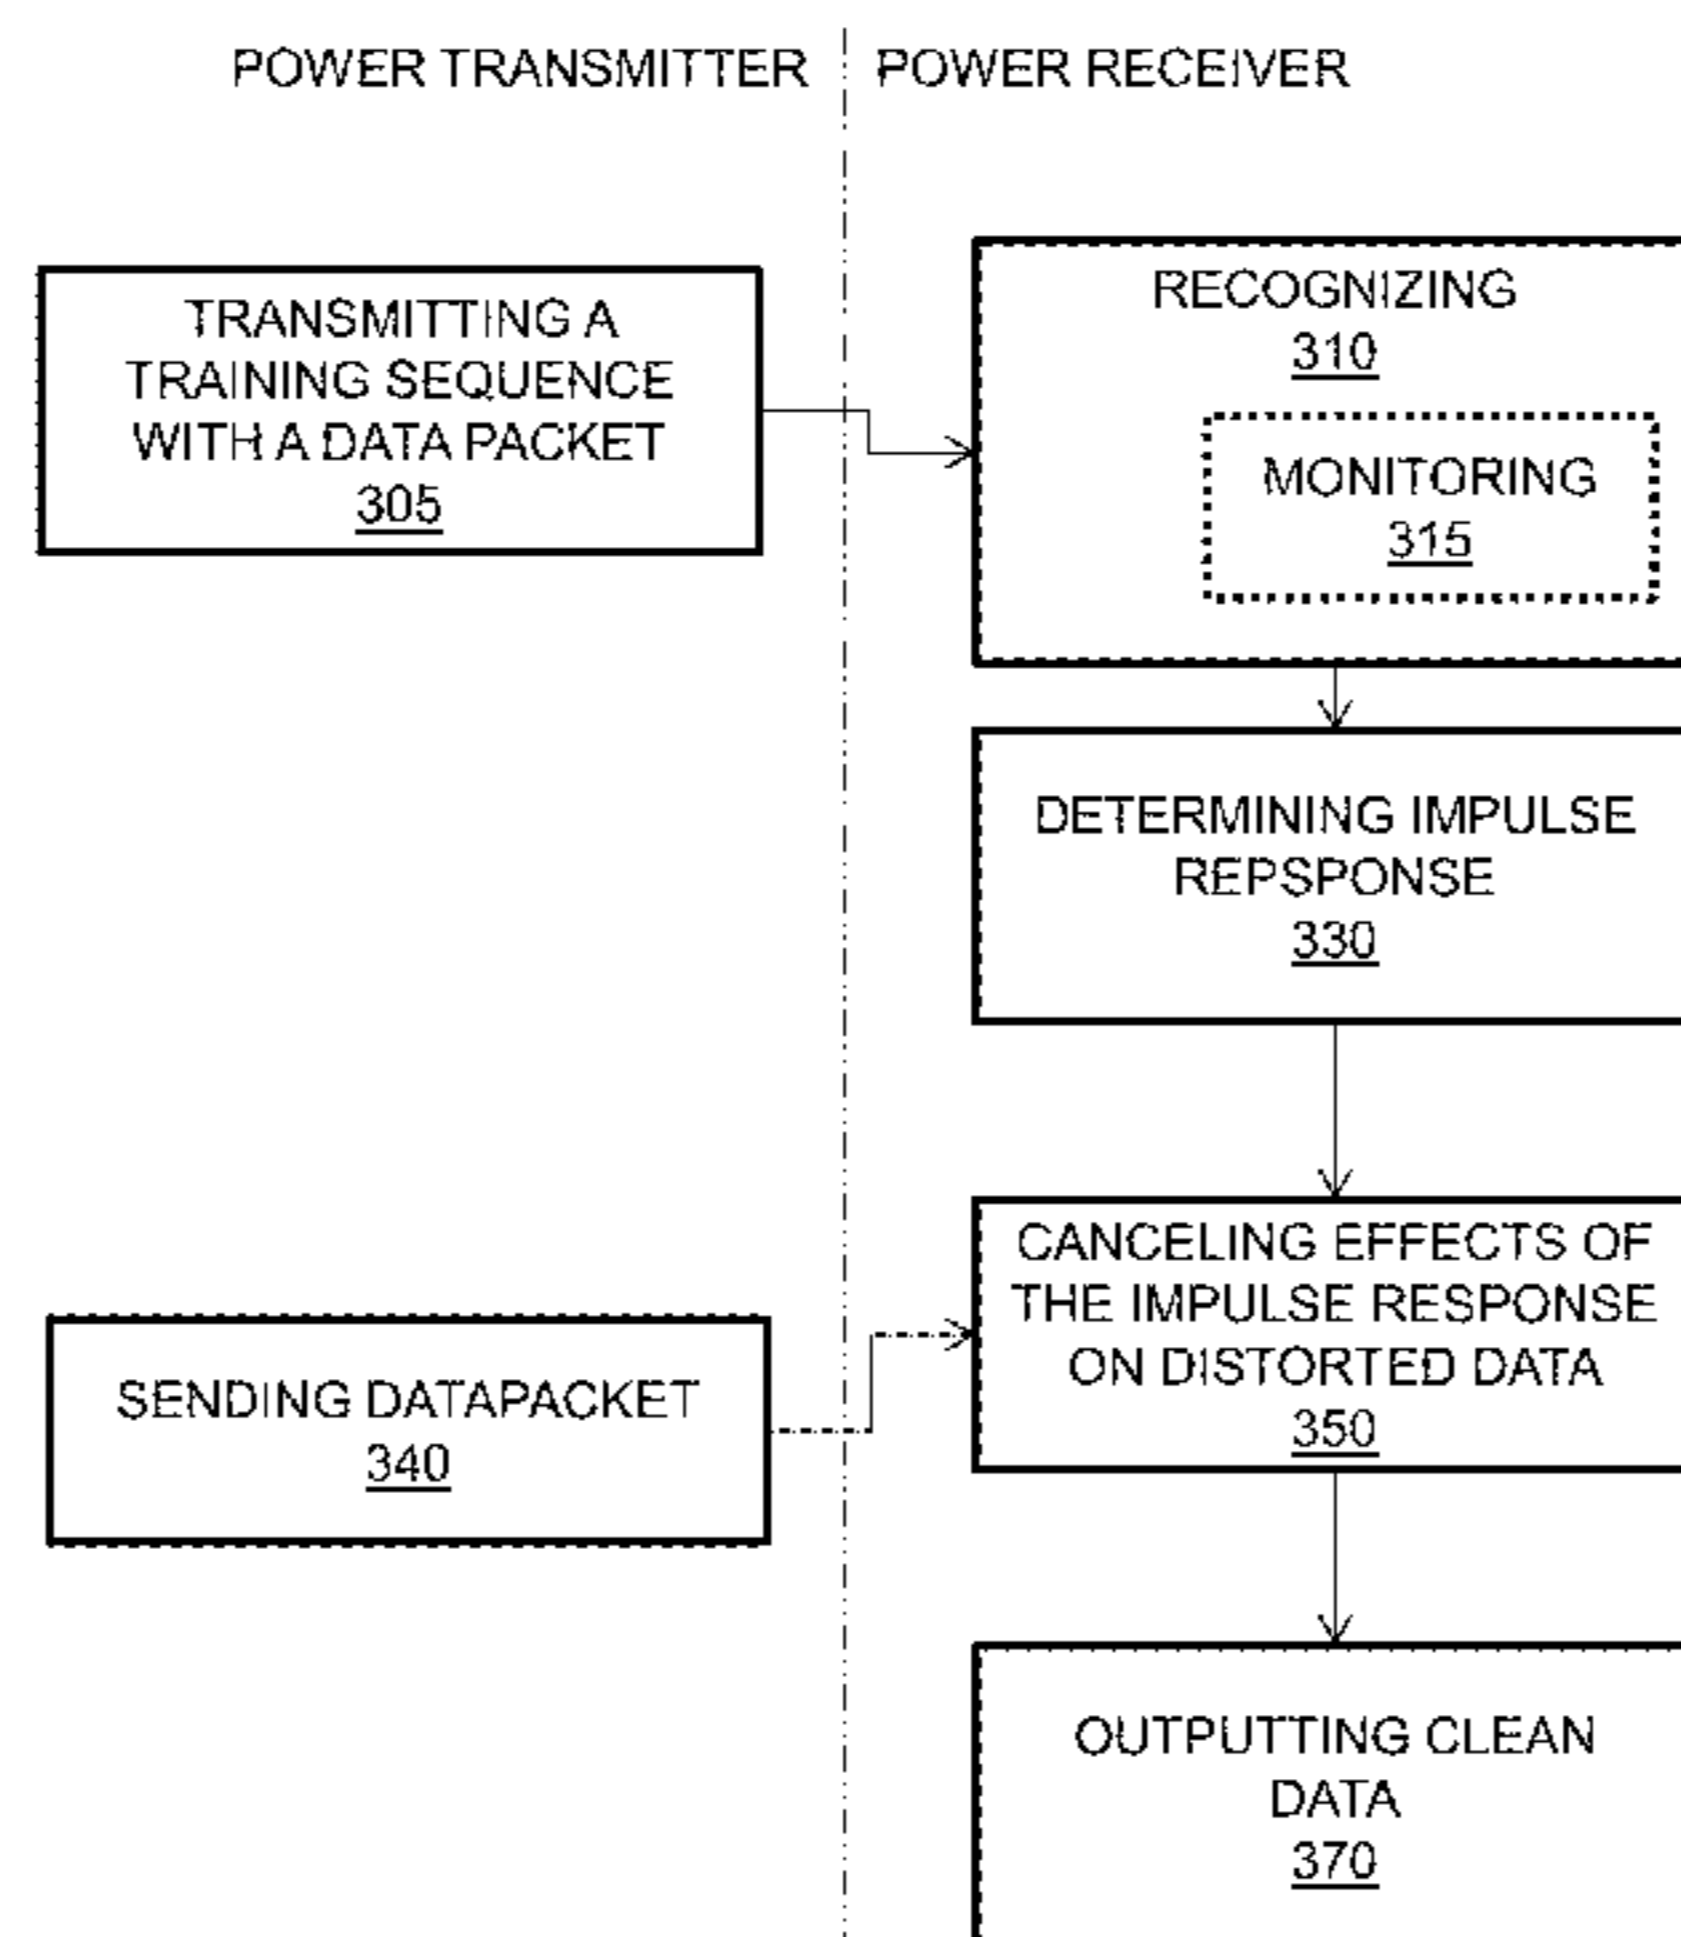 POWER TRANSMITTER
POWER RECEIVER
TRANSMITTING A
TRAINING SEQUENCE
WITH A DATA PACKET
305
RECOGNIZING
310
MONITORING
315
DETERMINING IMPULSE
REPSPONSE
330
CANCELING EFFECTS OF
THE IMPULSE RESPONSE
ON DISTORTED DATA
350
SENDING DATAPACKET
340
OUTPUTTING CLEAN
DATA
370